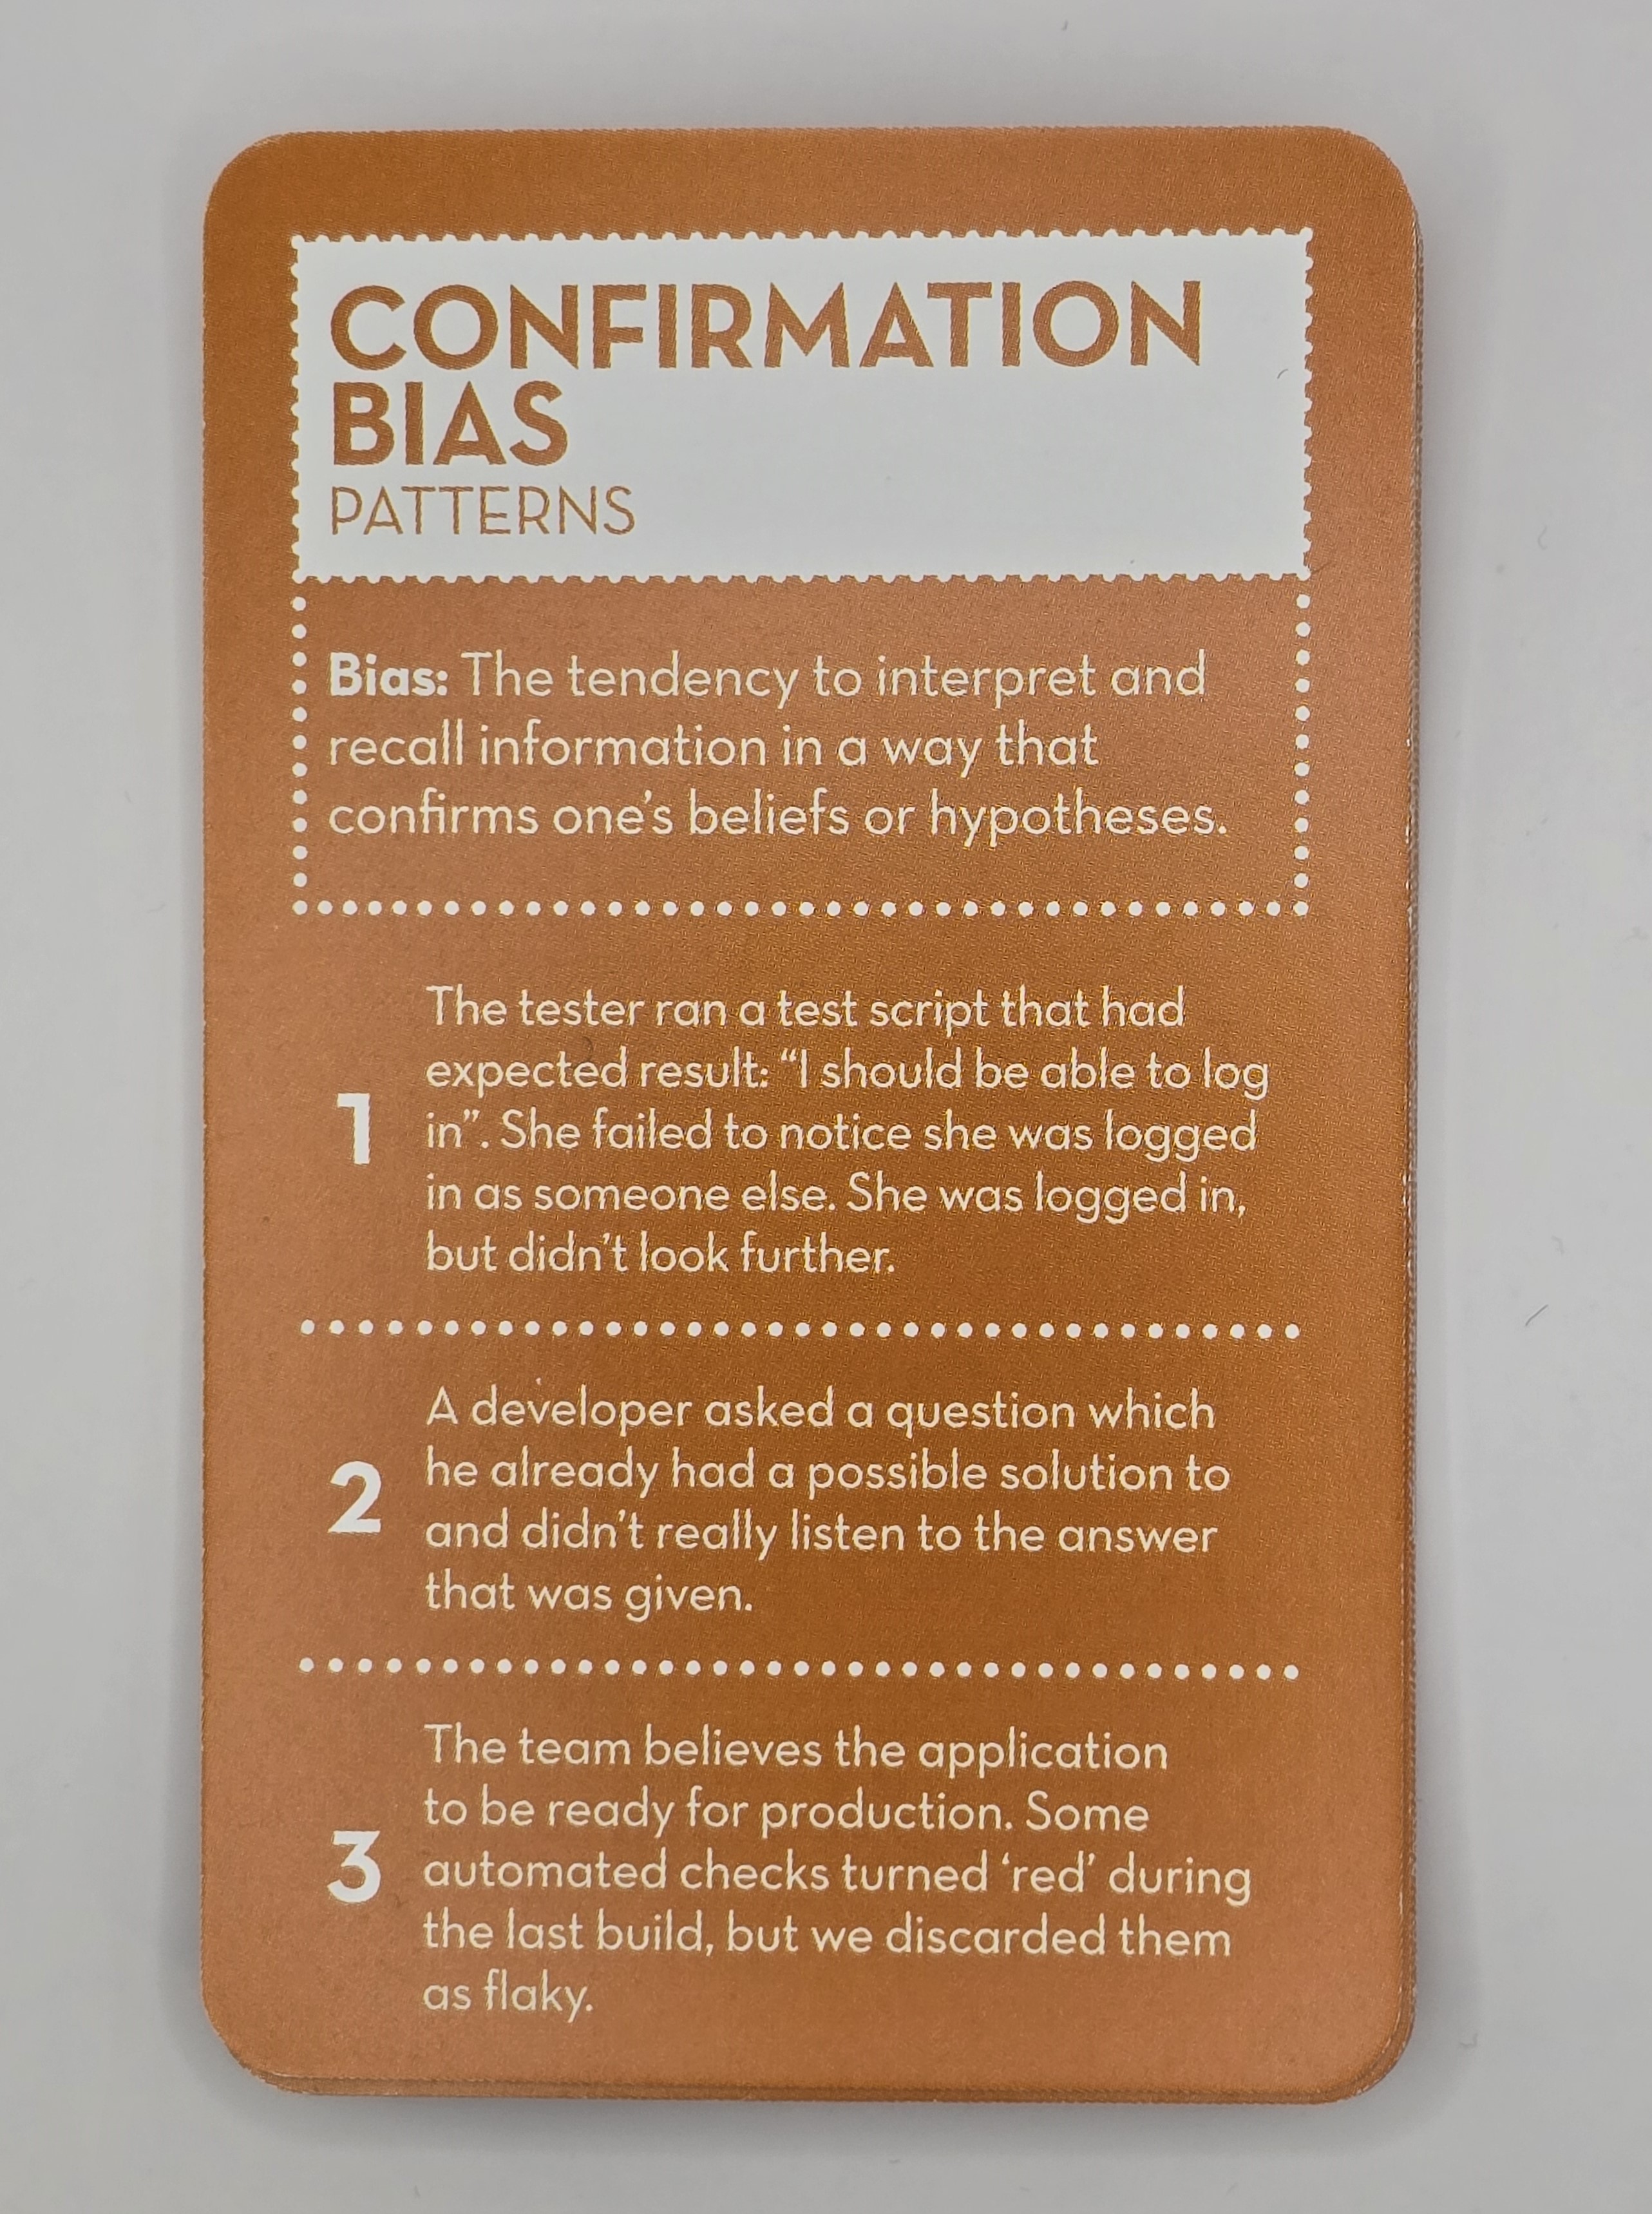 CONFIRMATION
BIAS
PATTERNS
Bias: The tendency to interpret and
recall information in a way that
confirms one's beliefs or hypotheses.
1
The tester ran a test script that had
expected result: “I should be able to log
in”. She failed to notice she was logged
in as someone else. She was logged in,
but didn't look further.
2
A developer asked a question which
he already had a possible solution to
and didn't really listen to the answer
that was given.
3
The team believes the application
to be ready for production. Some
automated checks turned ‘red’ during
the last build, but we discarded them
as flaky.